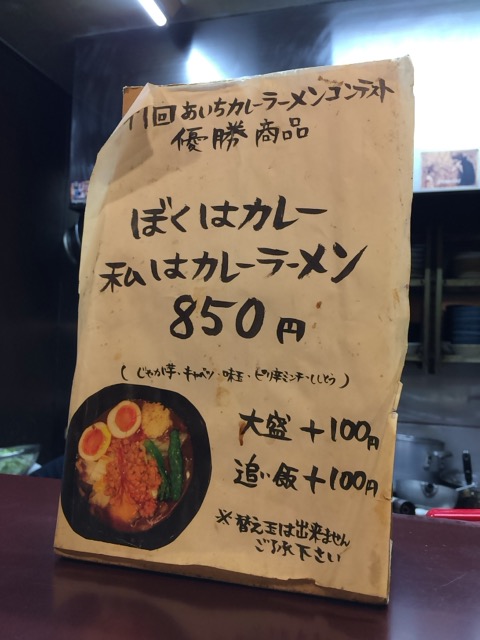 11回 あいちカレーラーメンコンテスト
優勝商品
ぼくはカレー
私はカレーラーメン
850円
(じゃが芋・キャベツ・味玉・ピリ辛ミンチ・ししとう)
大盛+100円
追い飯+100円
※替え玉は出来ません
ご了承下さい